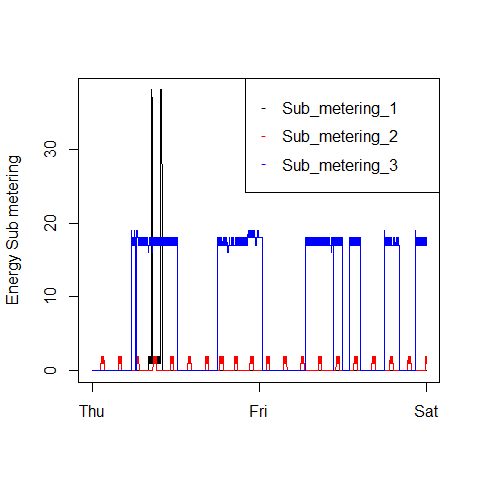 Sub_metering_1
Sub_metering_2
Sub_metering_3
Energy Sub metering
30
20
10
0
Thu Fri Sat